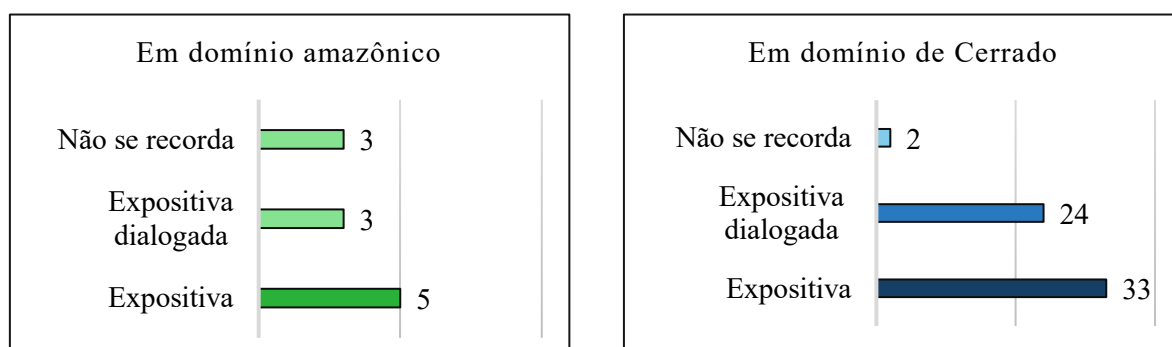 Em domínio amazônico
Não se recorda 3
Expositiva
dialogada 3
Expositiva 5
Em domínio de Cerrado
Não se recorda 2
Expositiva
dialogada 24
Expositiva 33